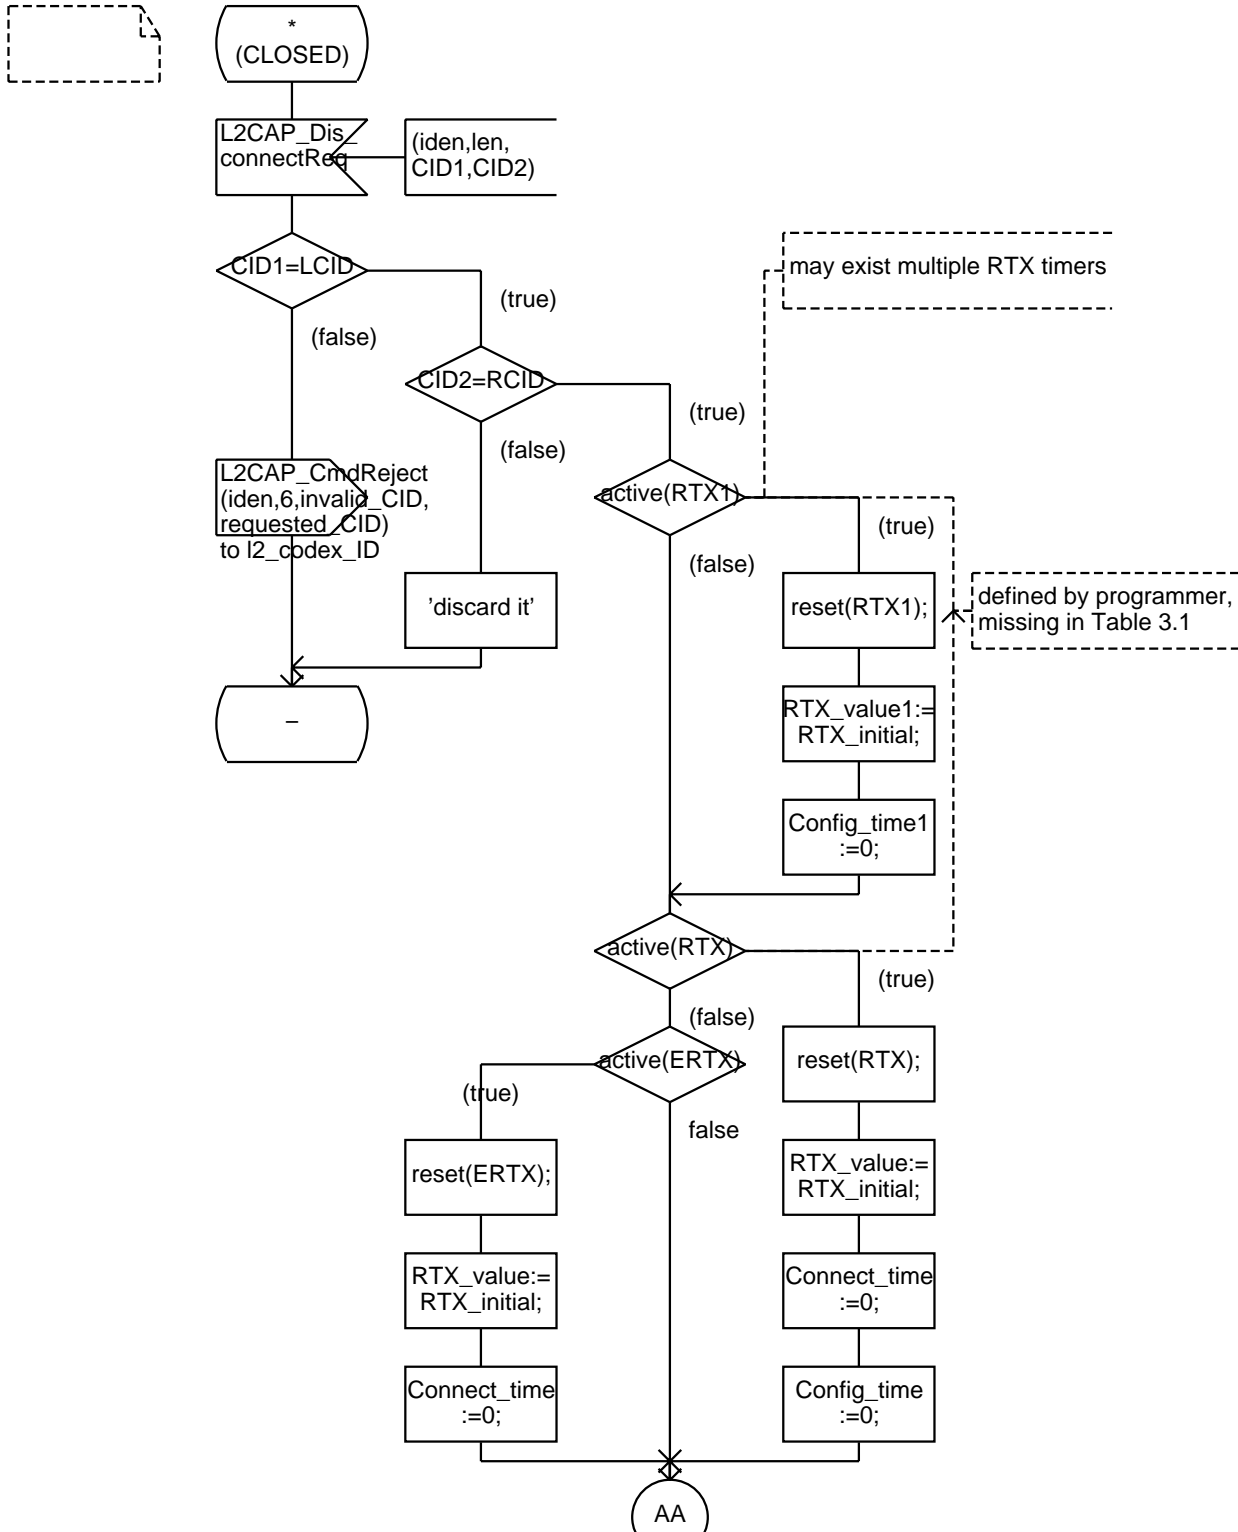 *
(CLOSED)
L2CAP_Dis_
connectReq
(iden,len,
CID1,CID2)
CID1=LCID
may exist multiple RTX timers
(true)
(false)
CID2=RCID
(true)
(false)
L2CAP_CmdReject
(iden,6,invalid_CID,
requested_CID)
to l2_codex_ID
active(RTX1)
(true)
(false)
'discard it'
reset(RTX1);
defined by programmer,
missing in Table 3.1
–
RTX_value1:=
RTX_initial;
Config_time1
:=0;
active(RTX)
(true)
(false)
active(ERTX)
reset(RTX);
(true)
false
reset(ERTX);
RTX_value:=
RTX_initial;
RTX_value:=
RTX_initial;
Connect_time
:=0;
Connect_time
:=0;
Config_time
:=0;
AA